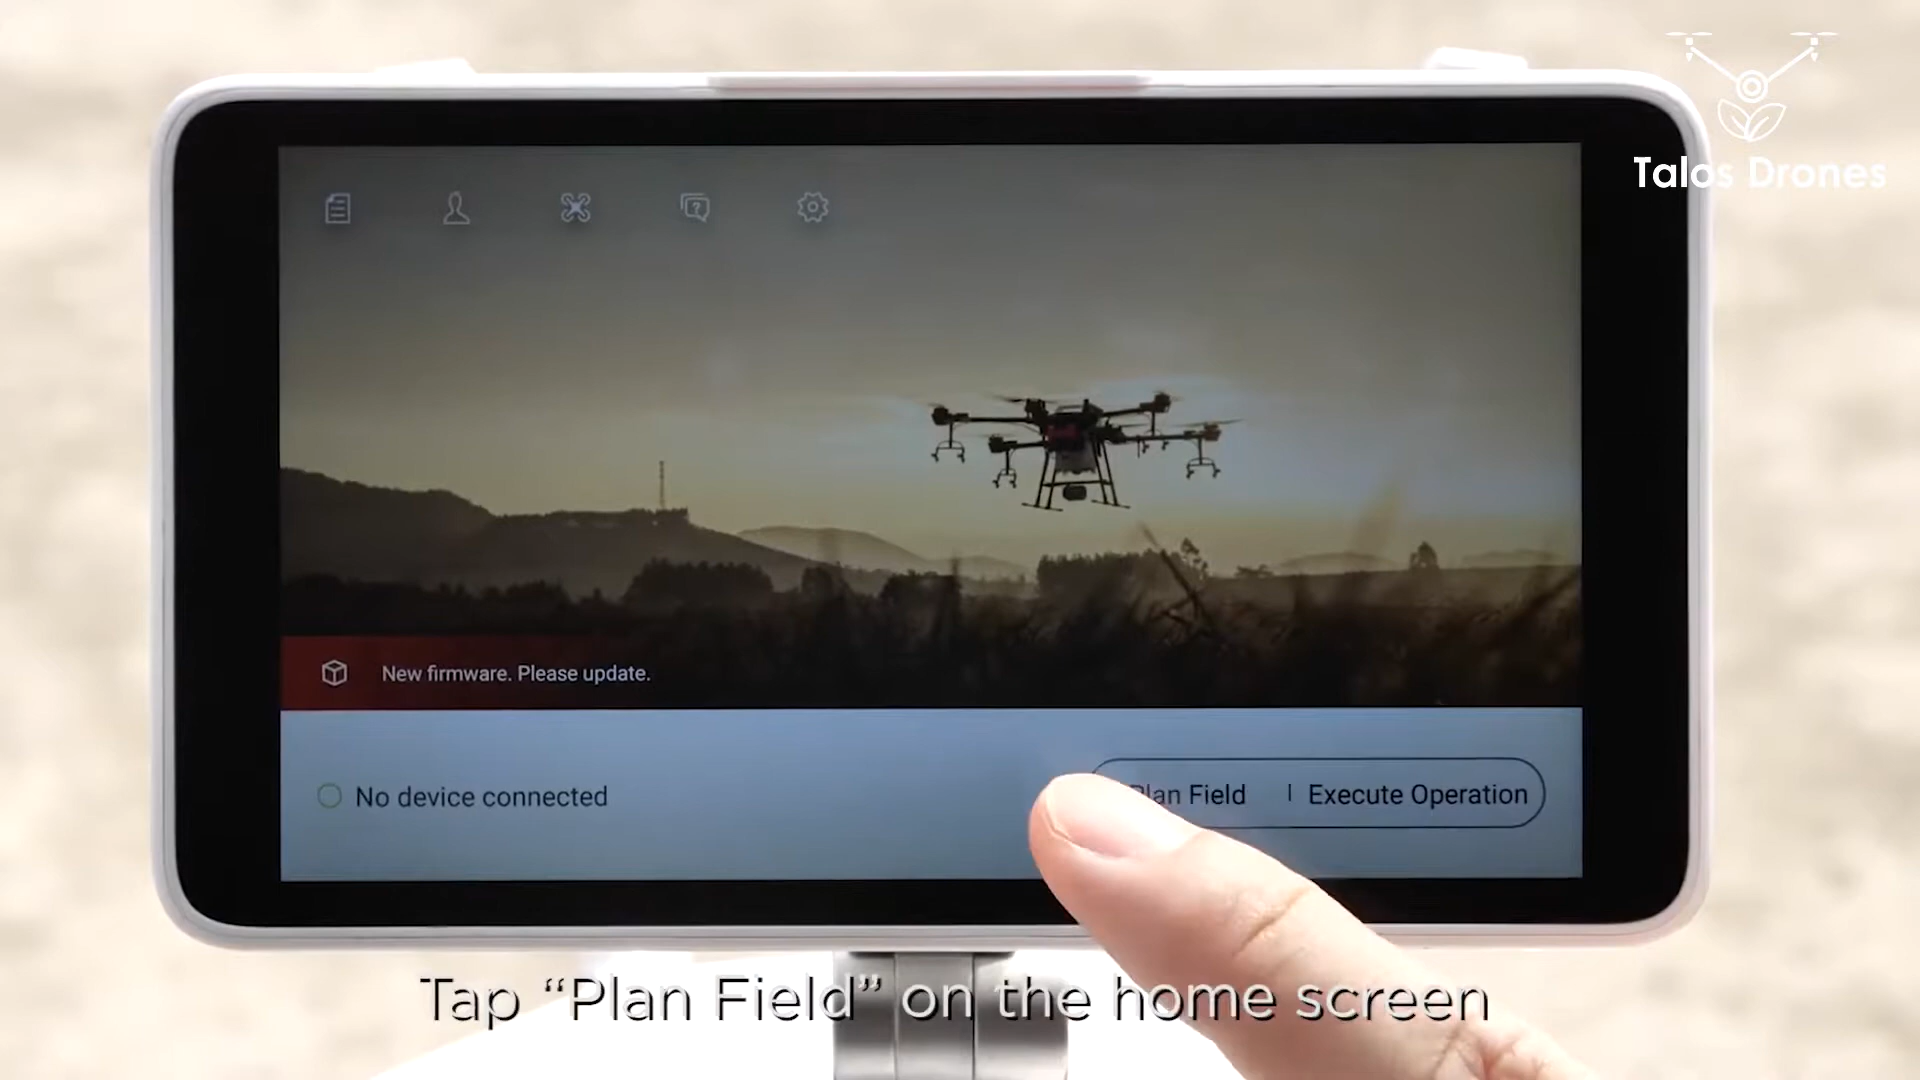 Talos Drones
New firmware. Please update.
No device connected
Plan Field | Execute Operation
Tap “Plan Field” on the home screen